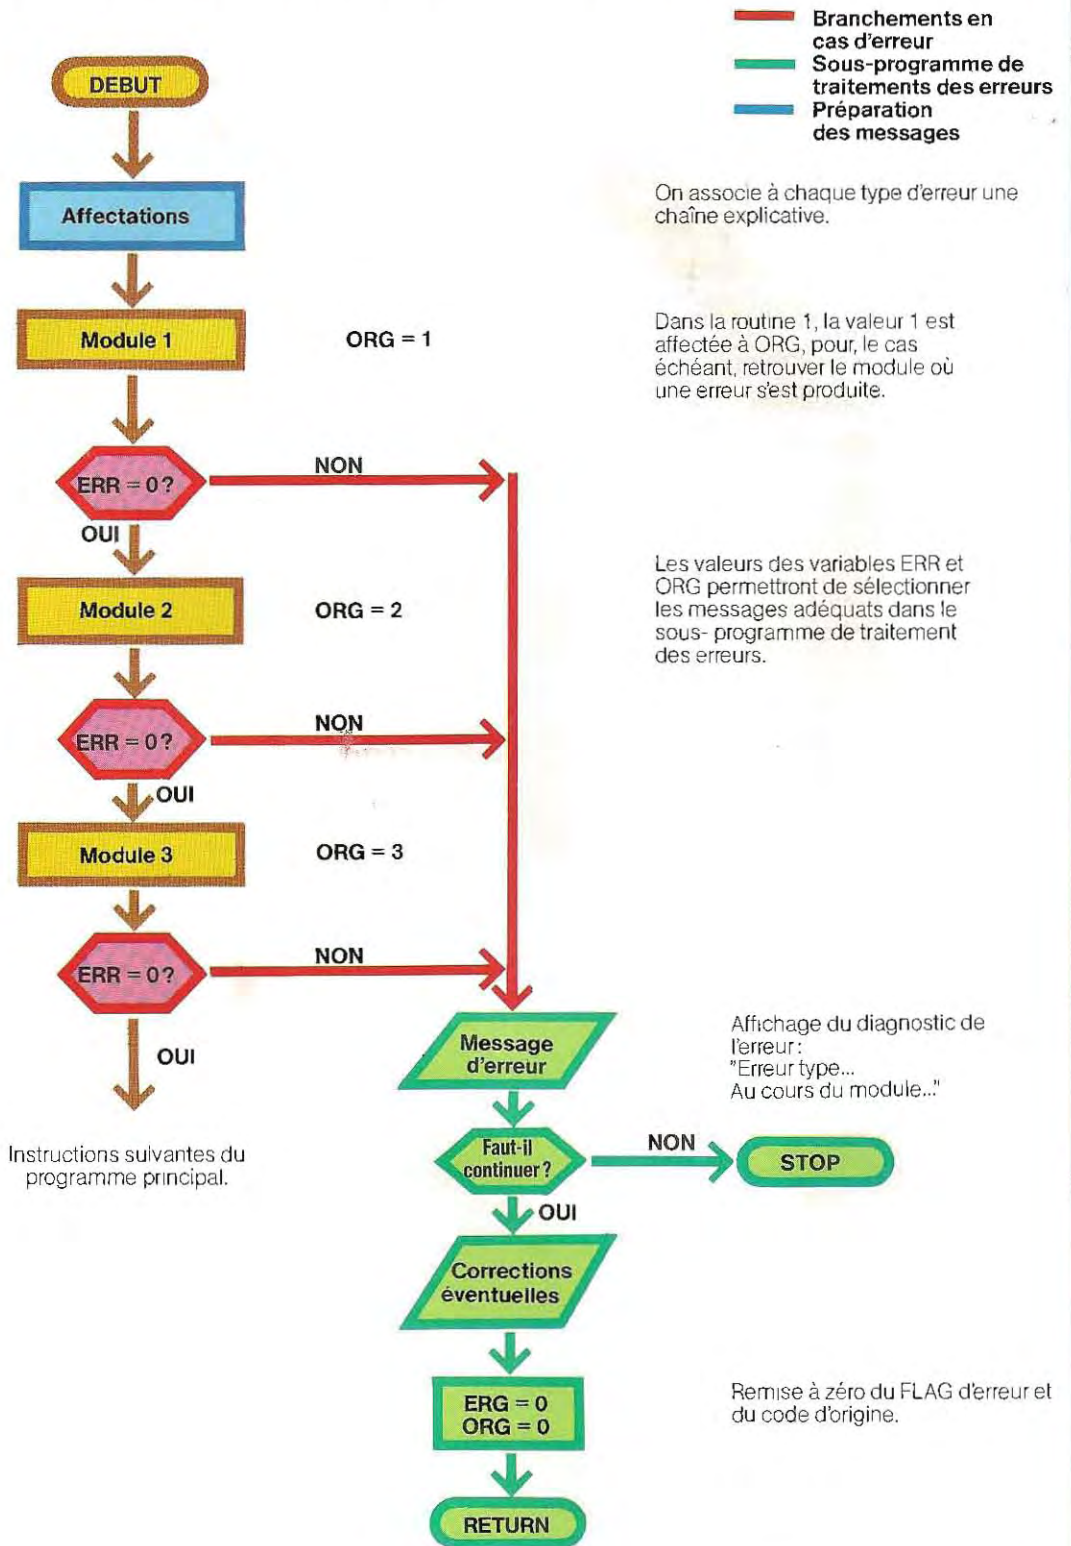 Branchements en
cas d'erreur
Sous-programme de
traitements des erreurs
Préparation
des messages
DEBUT
Affectations
On associe à chaque type d'erreur une
chaîne explicative.
Module 1
ORG = 1
Dans la routine 1, la valeur 1 est
affectée à ORG, pour, le cas
échéant, retrouver le module où
une erreur s'est produite.
ERR = 0?
NON
OUI
Module 2
ORG = 2
Les valeurs des variables ERR et
ORG permettront de sélectionner
les messages adéquats dans le
sous- programme de traitement
des erreurs.
ERR = 0?
NON
OUI
Module 3
ORG = 3
ERR = 0?
NON
OUI
Instructions suivantes du
programme principal.
Message
d'erreur
Affichage du diagnostic de
l'erreur:
"Erreur type...
Au cours du module..."
Faut-il
continuer?
NON
STOP
OUI
Corrections
éventuelles
ERG = 0
ORG = 0
Remise à zéro du FLAG d'erreur et
du code d'origine.
RETURN